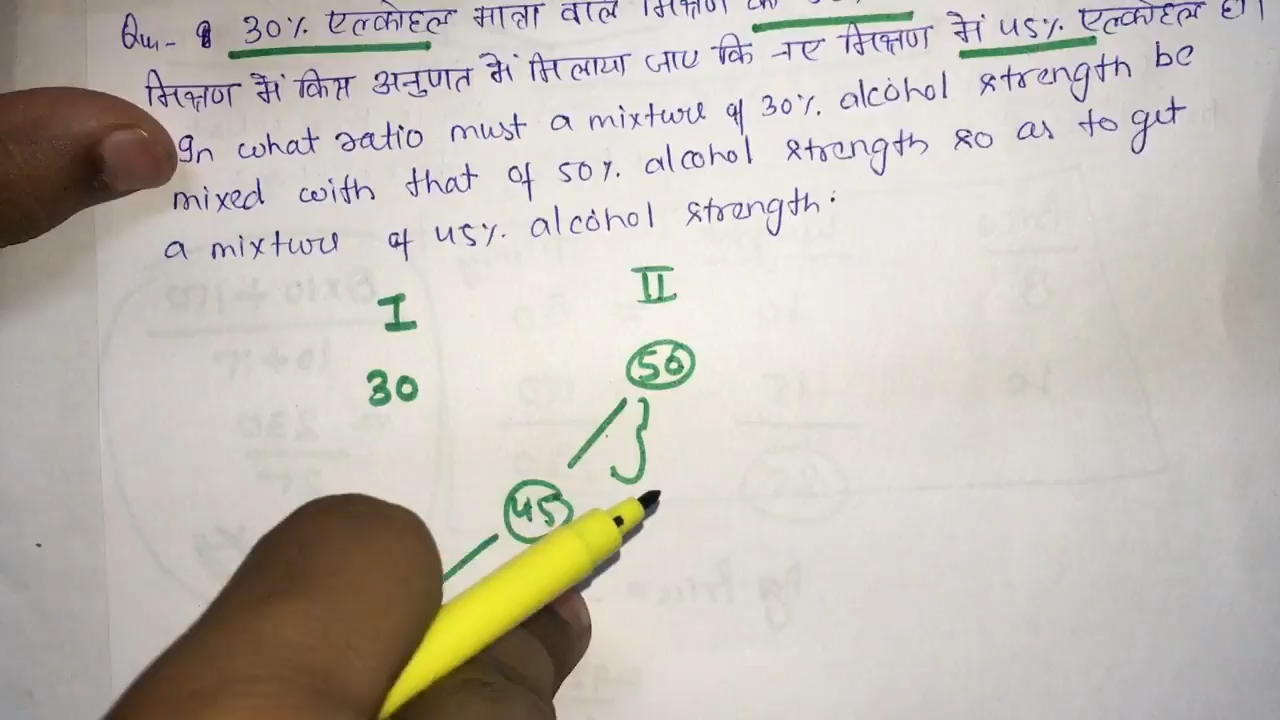 Qus- 30% एल्कोहल मात्रा वाले मिश्रण
मिश्रण में किस अनुपात में मिलाया जाए कि नए मिश्रण में 45% एल्कोहल हो।
In what ratio must a mixture of 30% alcohol strength be
mixed with that of 50% alcohol strength so as to get
a mixture of 45% alcohol strength:
I II
30 50
45